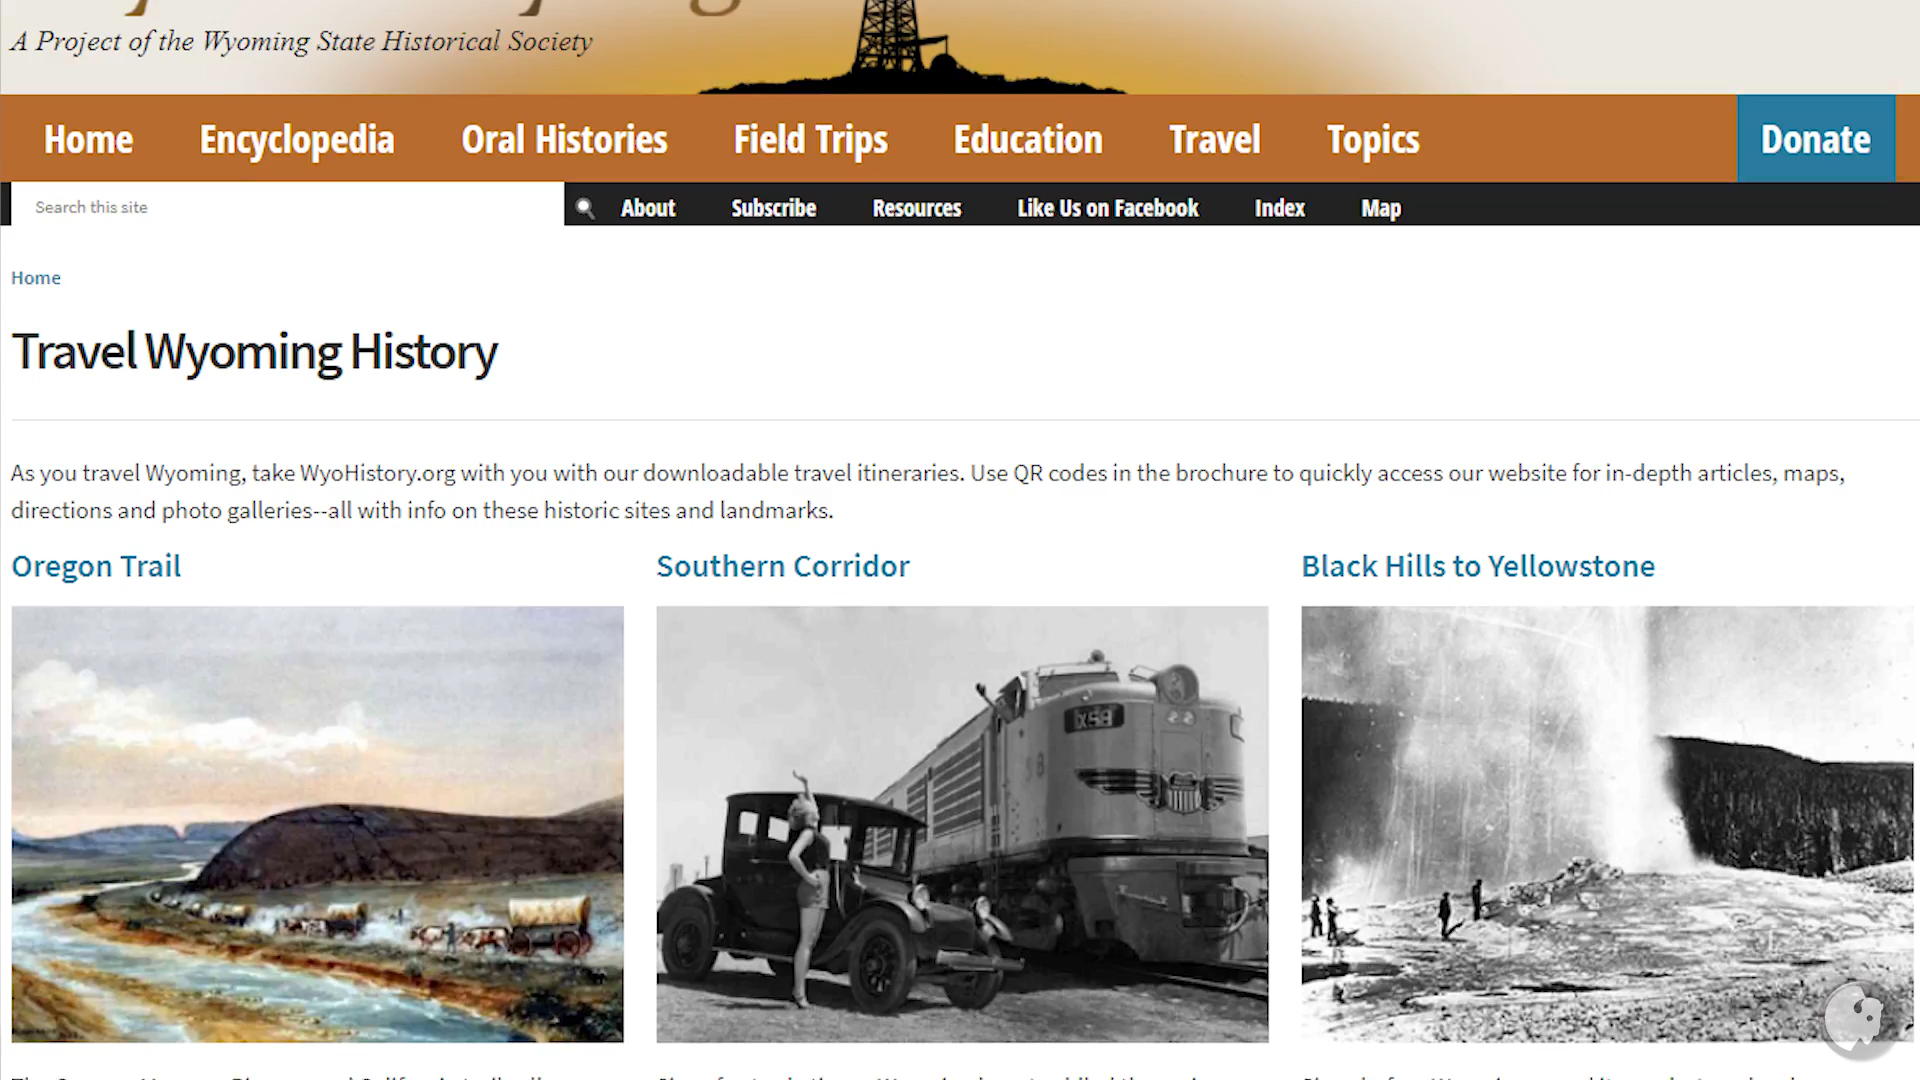 A Project of the Wyoming State Historical Society
Home Encyclopedia Oral Histories Field Trips Education Travel Topics Donate
Search this site About Subscribe Resources Like Us on Facebook Index Map
Home
Travel Wyoming History
As you travel Wyoming, take WyoHistory.org with you with our downloadable travel itineraries. Use QR codes in the brochure to quickly access our website for in-depth articles, maps,
directions and photo galleries--all with info on these historic sites and landmarks.
Oregon Trail Southern Corridor Black Hills to Yellowstone
X58